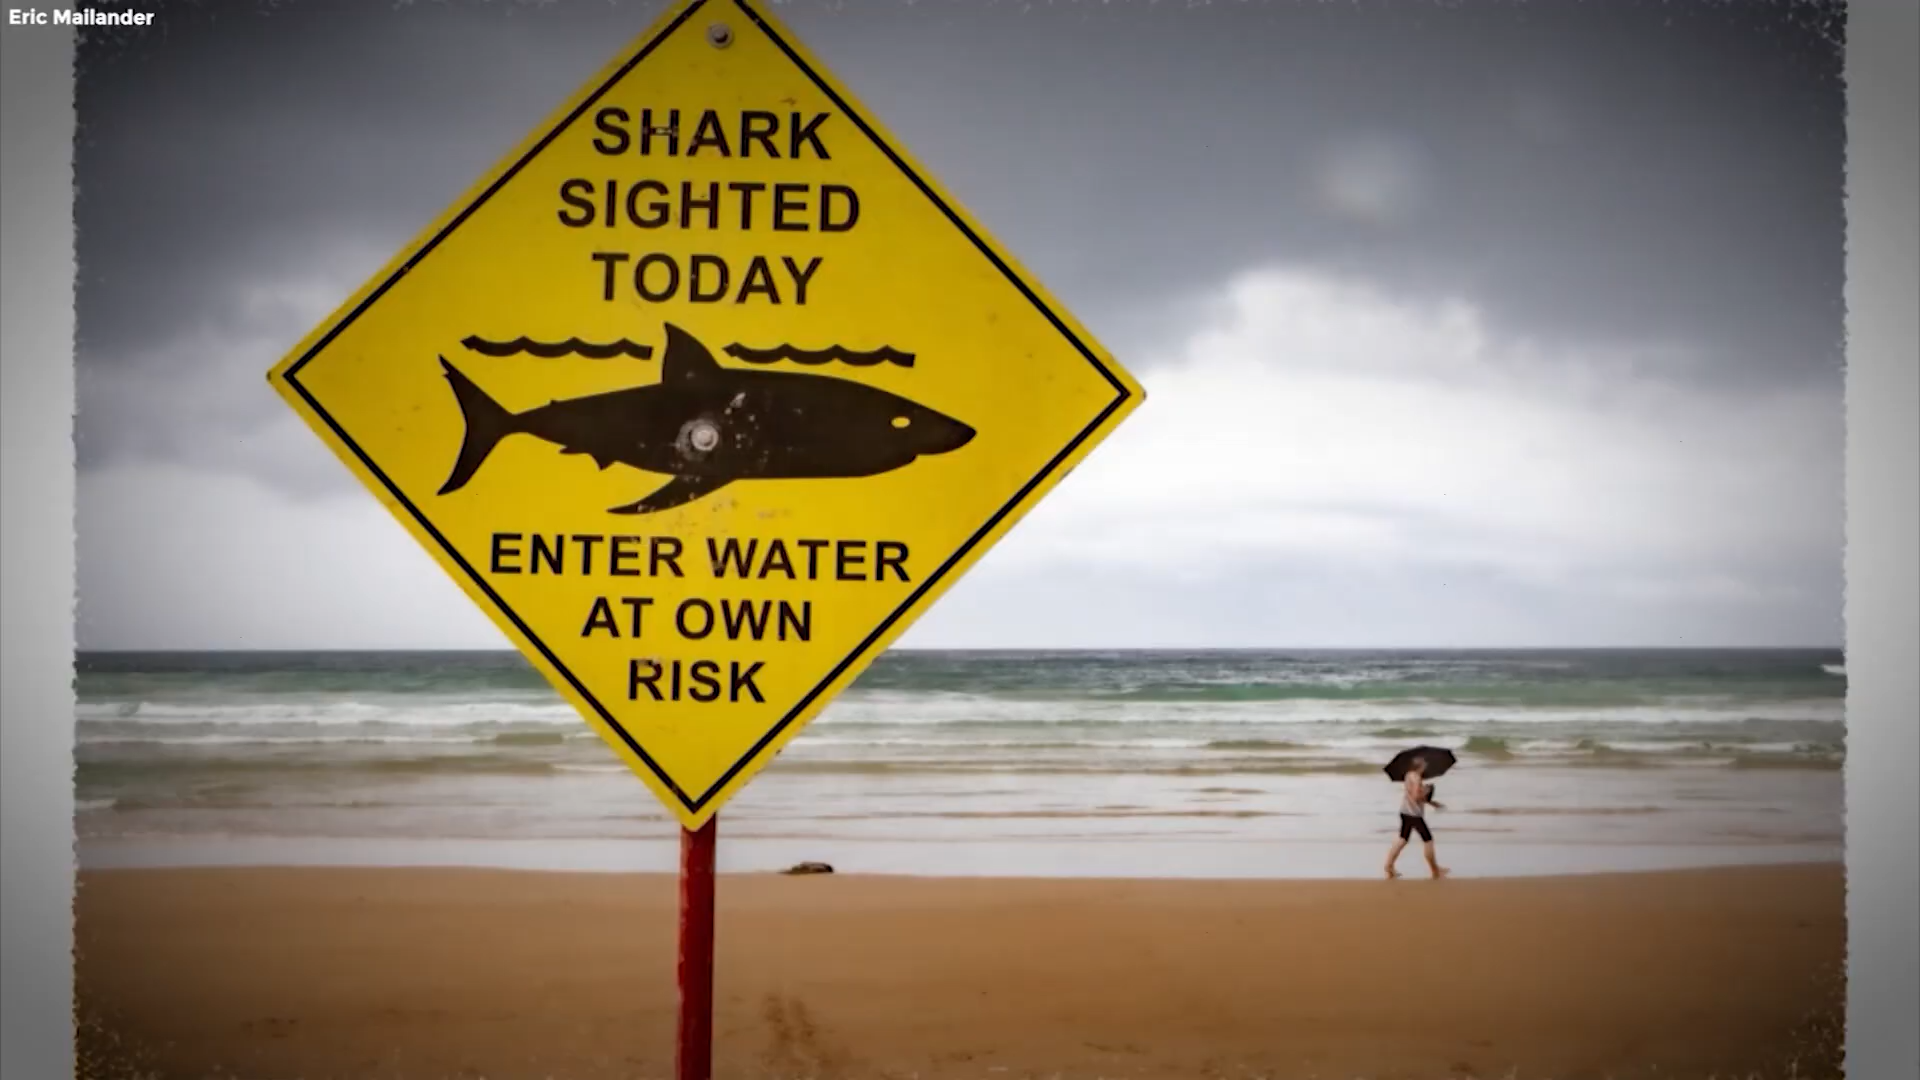 Eric Mailander
SHARK
SIGHTED
TODAY
ENTER WATER
AT OWN
RISK